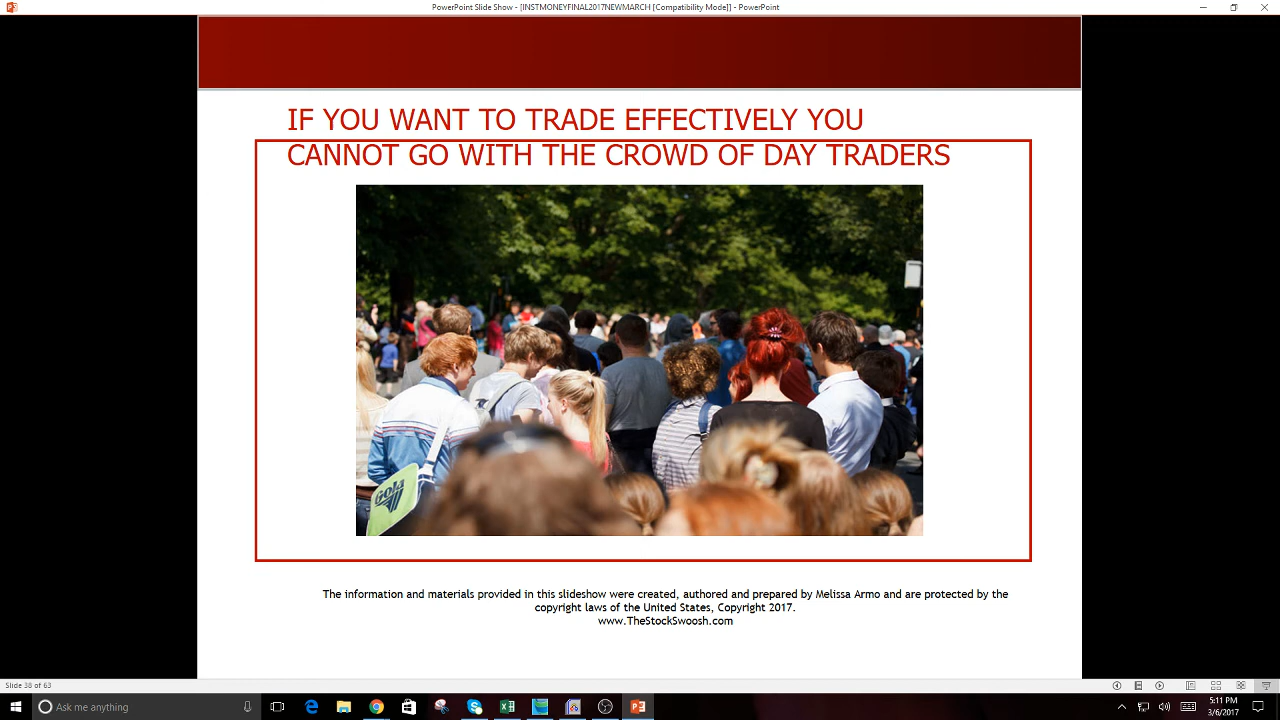 PowerPoint Slide Show - [INSTMONEYFINAL2017NEWMARCH [Compatibility Mode]] - PowerPoint
IF YOU WANT TO TRADE EFFECTIVELY YOU
CANNOT GO WITH THE CROWD OF DAY TRADERS
Gola
The information and materials provided in this slideshow were created, authored and prepared by Melissa Armo and are protected by the
copyright laws of the United States, Copyright 2017.
www.TheStockSwoosh.com
Slide 38 of 63
Ask me anything
5:11 PM
3/6/2017